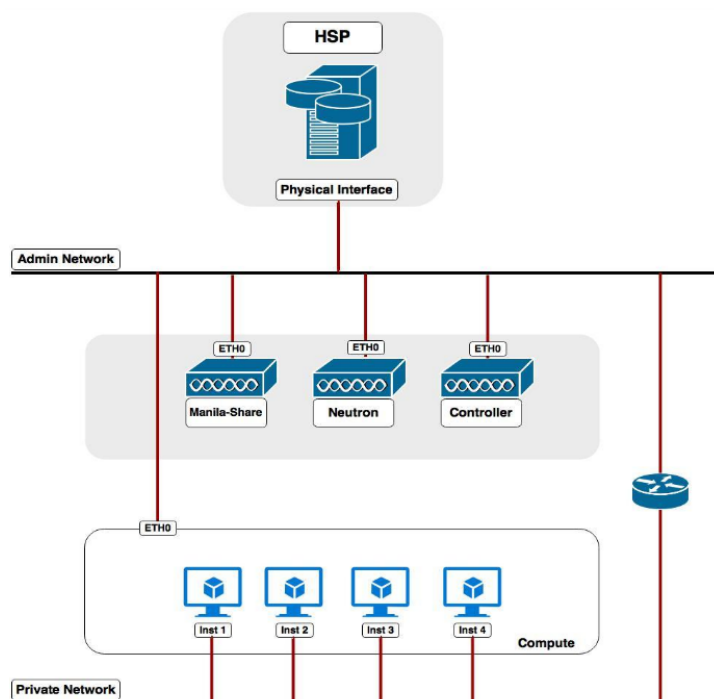 HSP
Physical Interface
Admin Network
ETH0
ETH0
ETH0
Manila-Share
Neutron
Controller
ETH0
Inst 1
Inst 2
Inst 3
Inst 4
Compute
Private Network